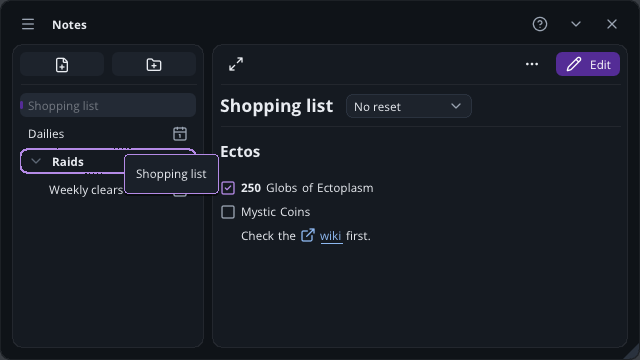 Notes
Edit
Shopping list
Dailies
Raids
Shopping list
Weekly clears
Shopping list
No reset
Ectos
250 Globs of Ectoplasm
Mystic Coins
Check the wiki first.